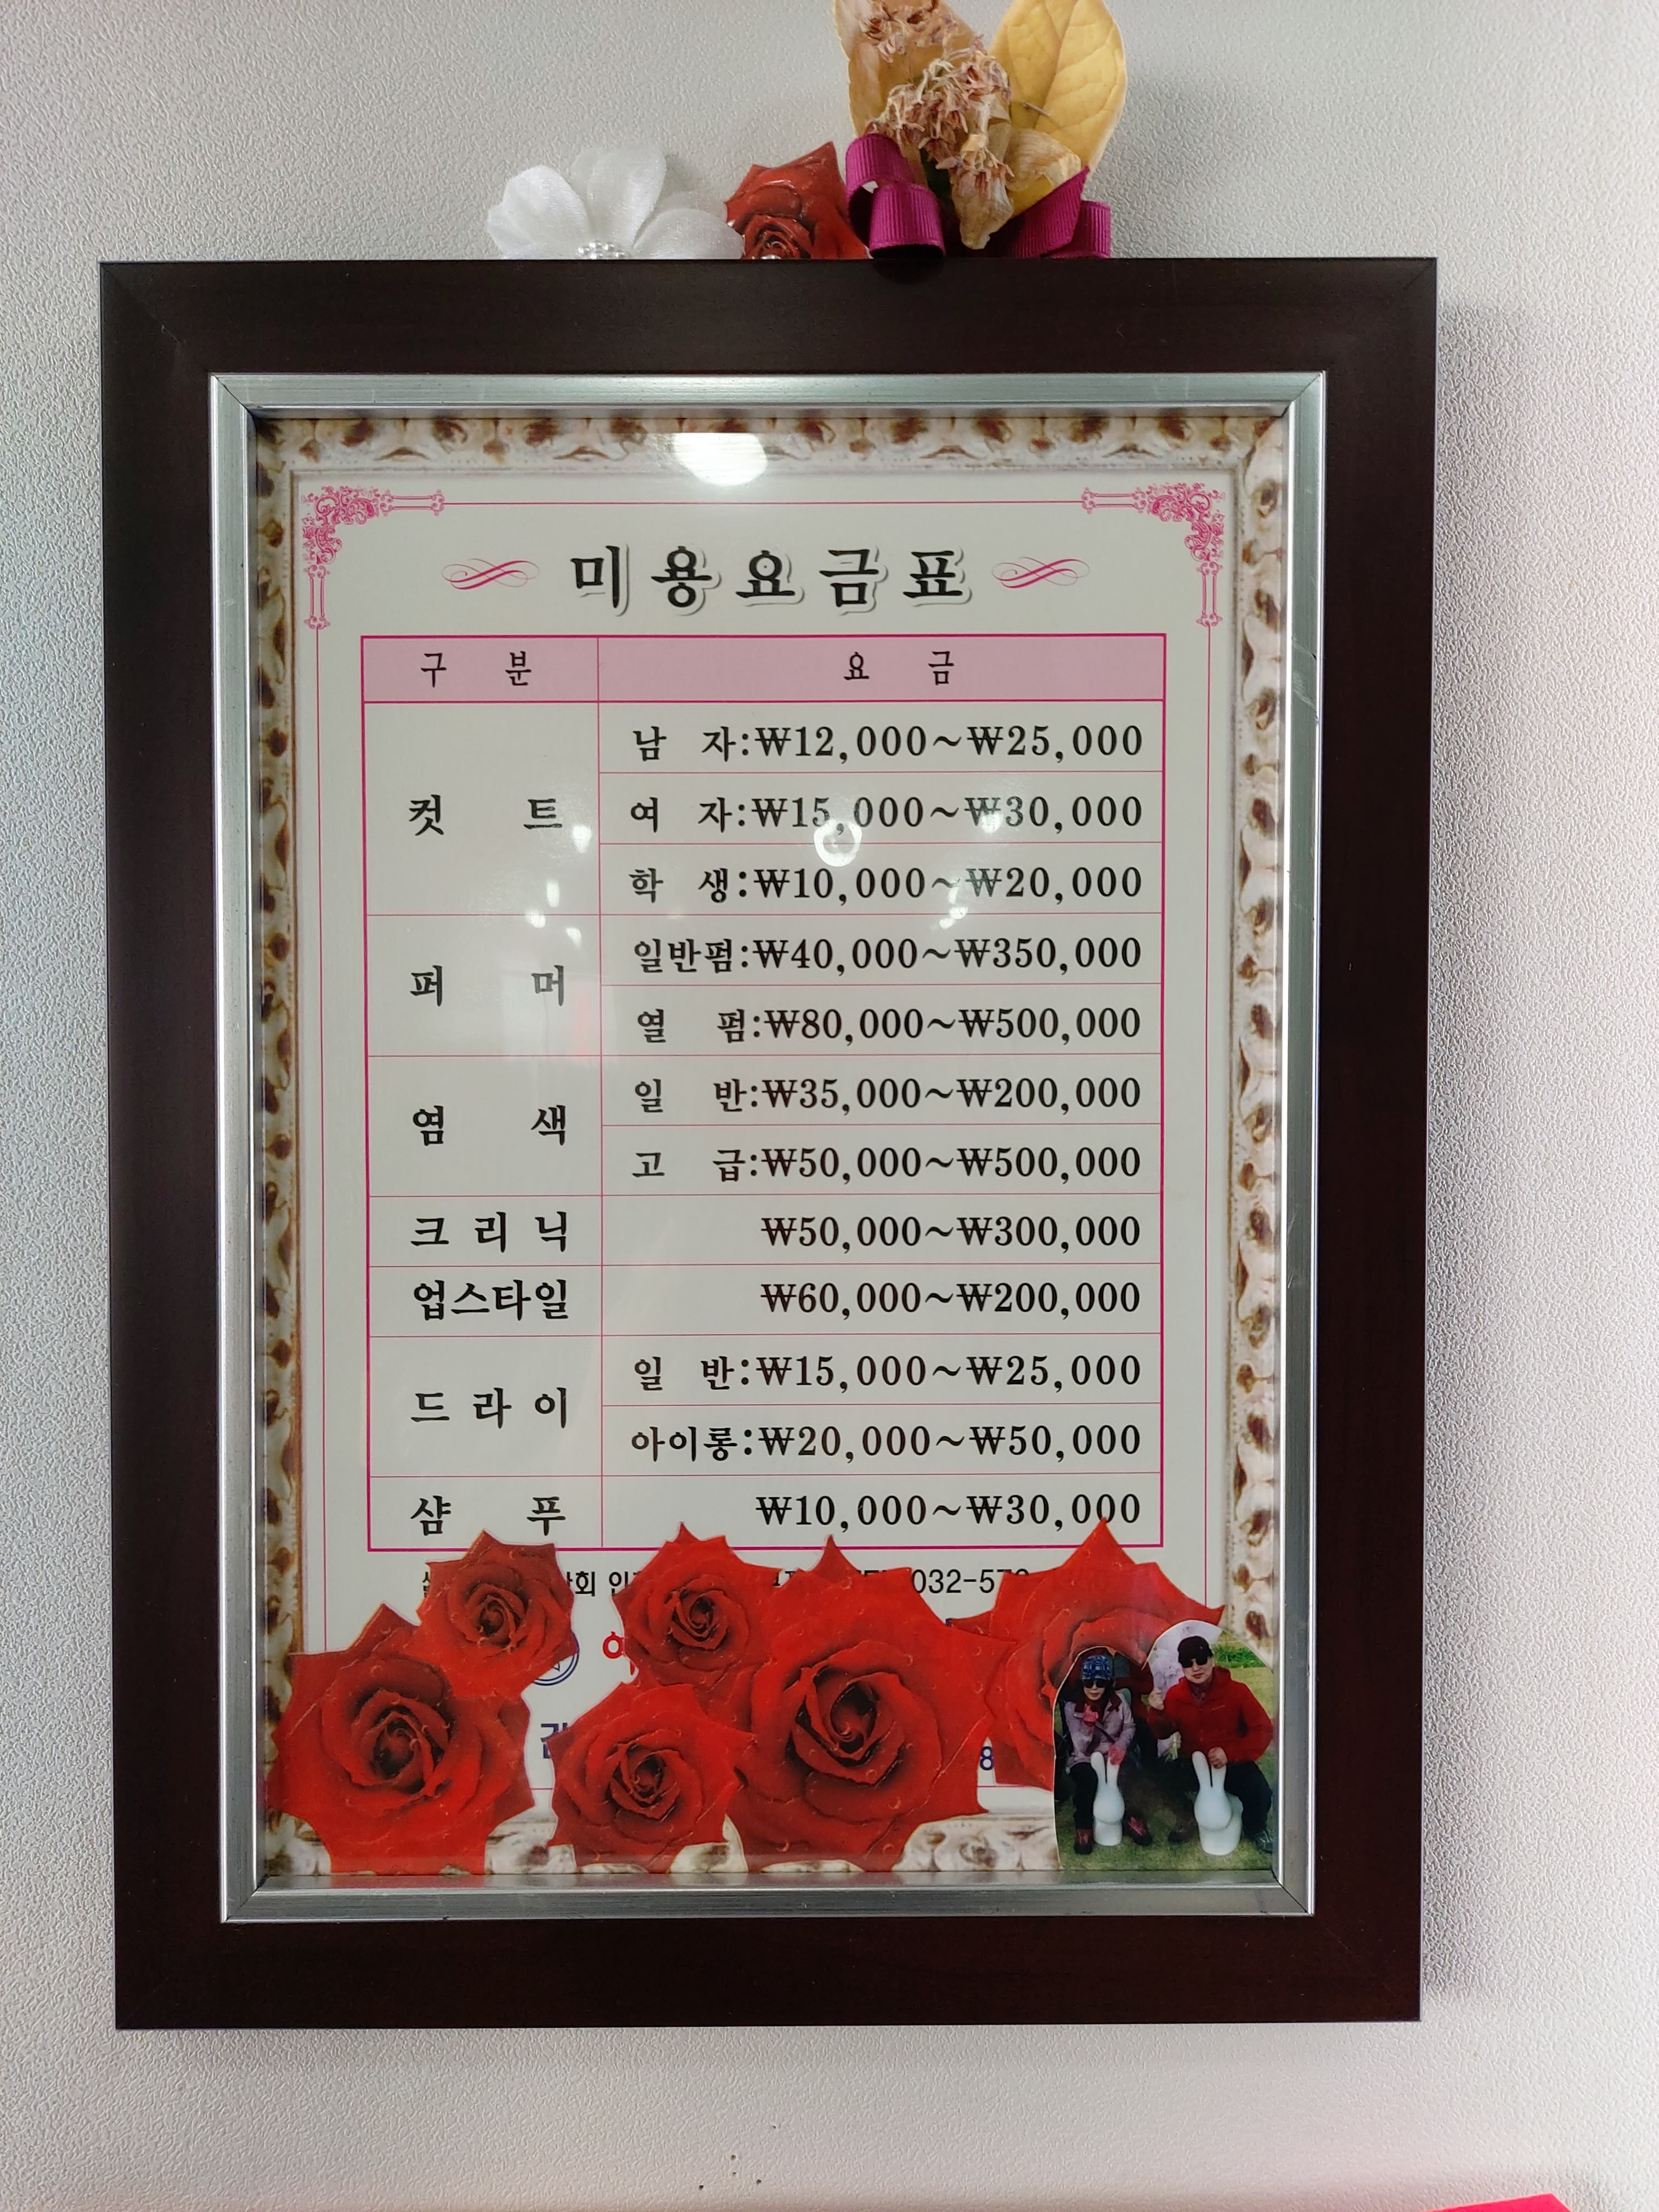 미용요금표
구 분 요 금
컷 트
남 자:₩12,000~₩25,000
여 자:₩15,000~₩30,000
학 생:₩10,000~₩20,000
퍼 머
일반펌:₩40,000~₩350,000
열 펌:₩80,000~₩500,000
염 색
일 반:₩35,000~₩200,000
고 급:₩50,000~₩500,000
크 리 닉 ₩50,000~₩300,000
업스타일 ₩60,000~₩200,000
드 라 이
일 반:₩15,000~₩25,000
아이롱:₩20,000~₩50,000
샴 푸 ₩10,000~₩30,000